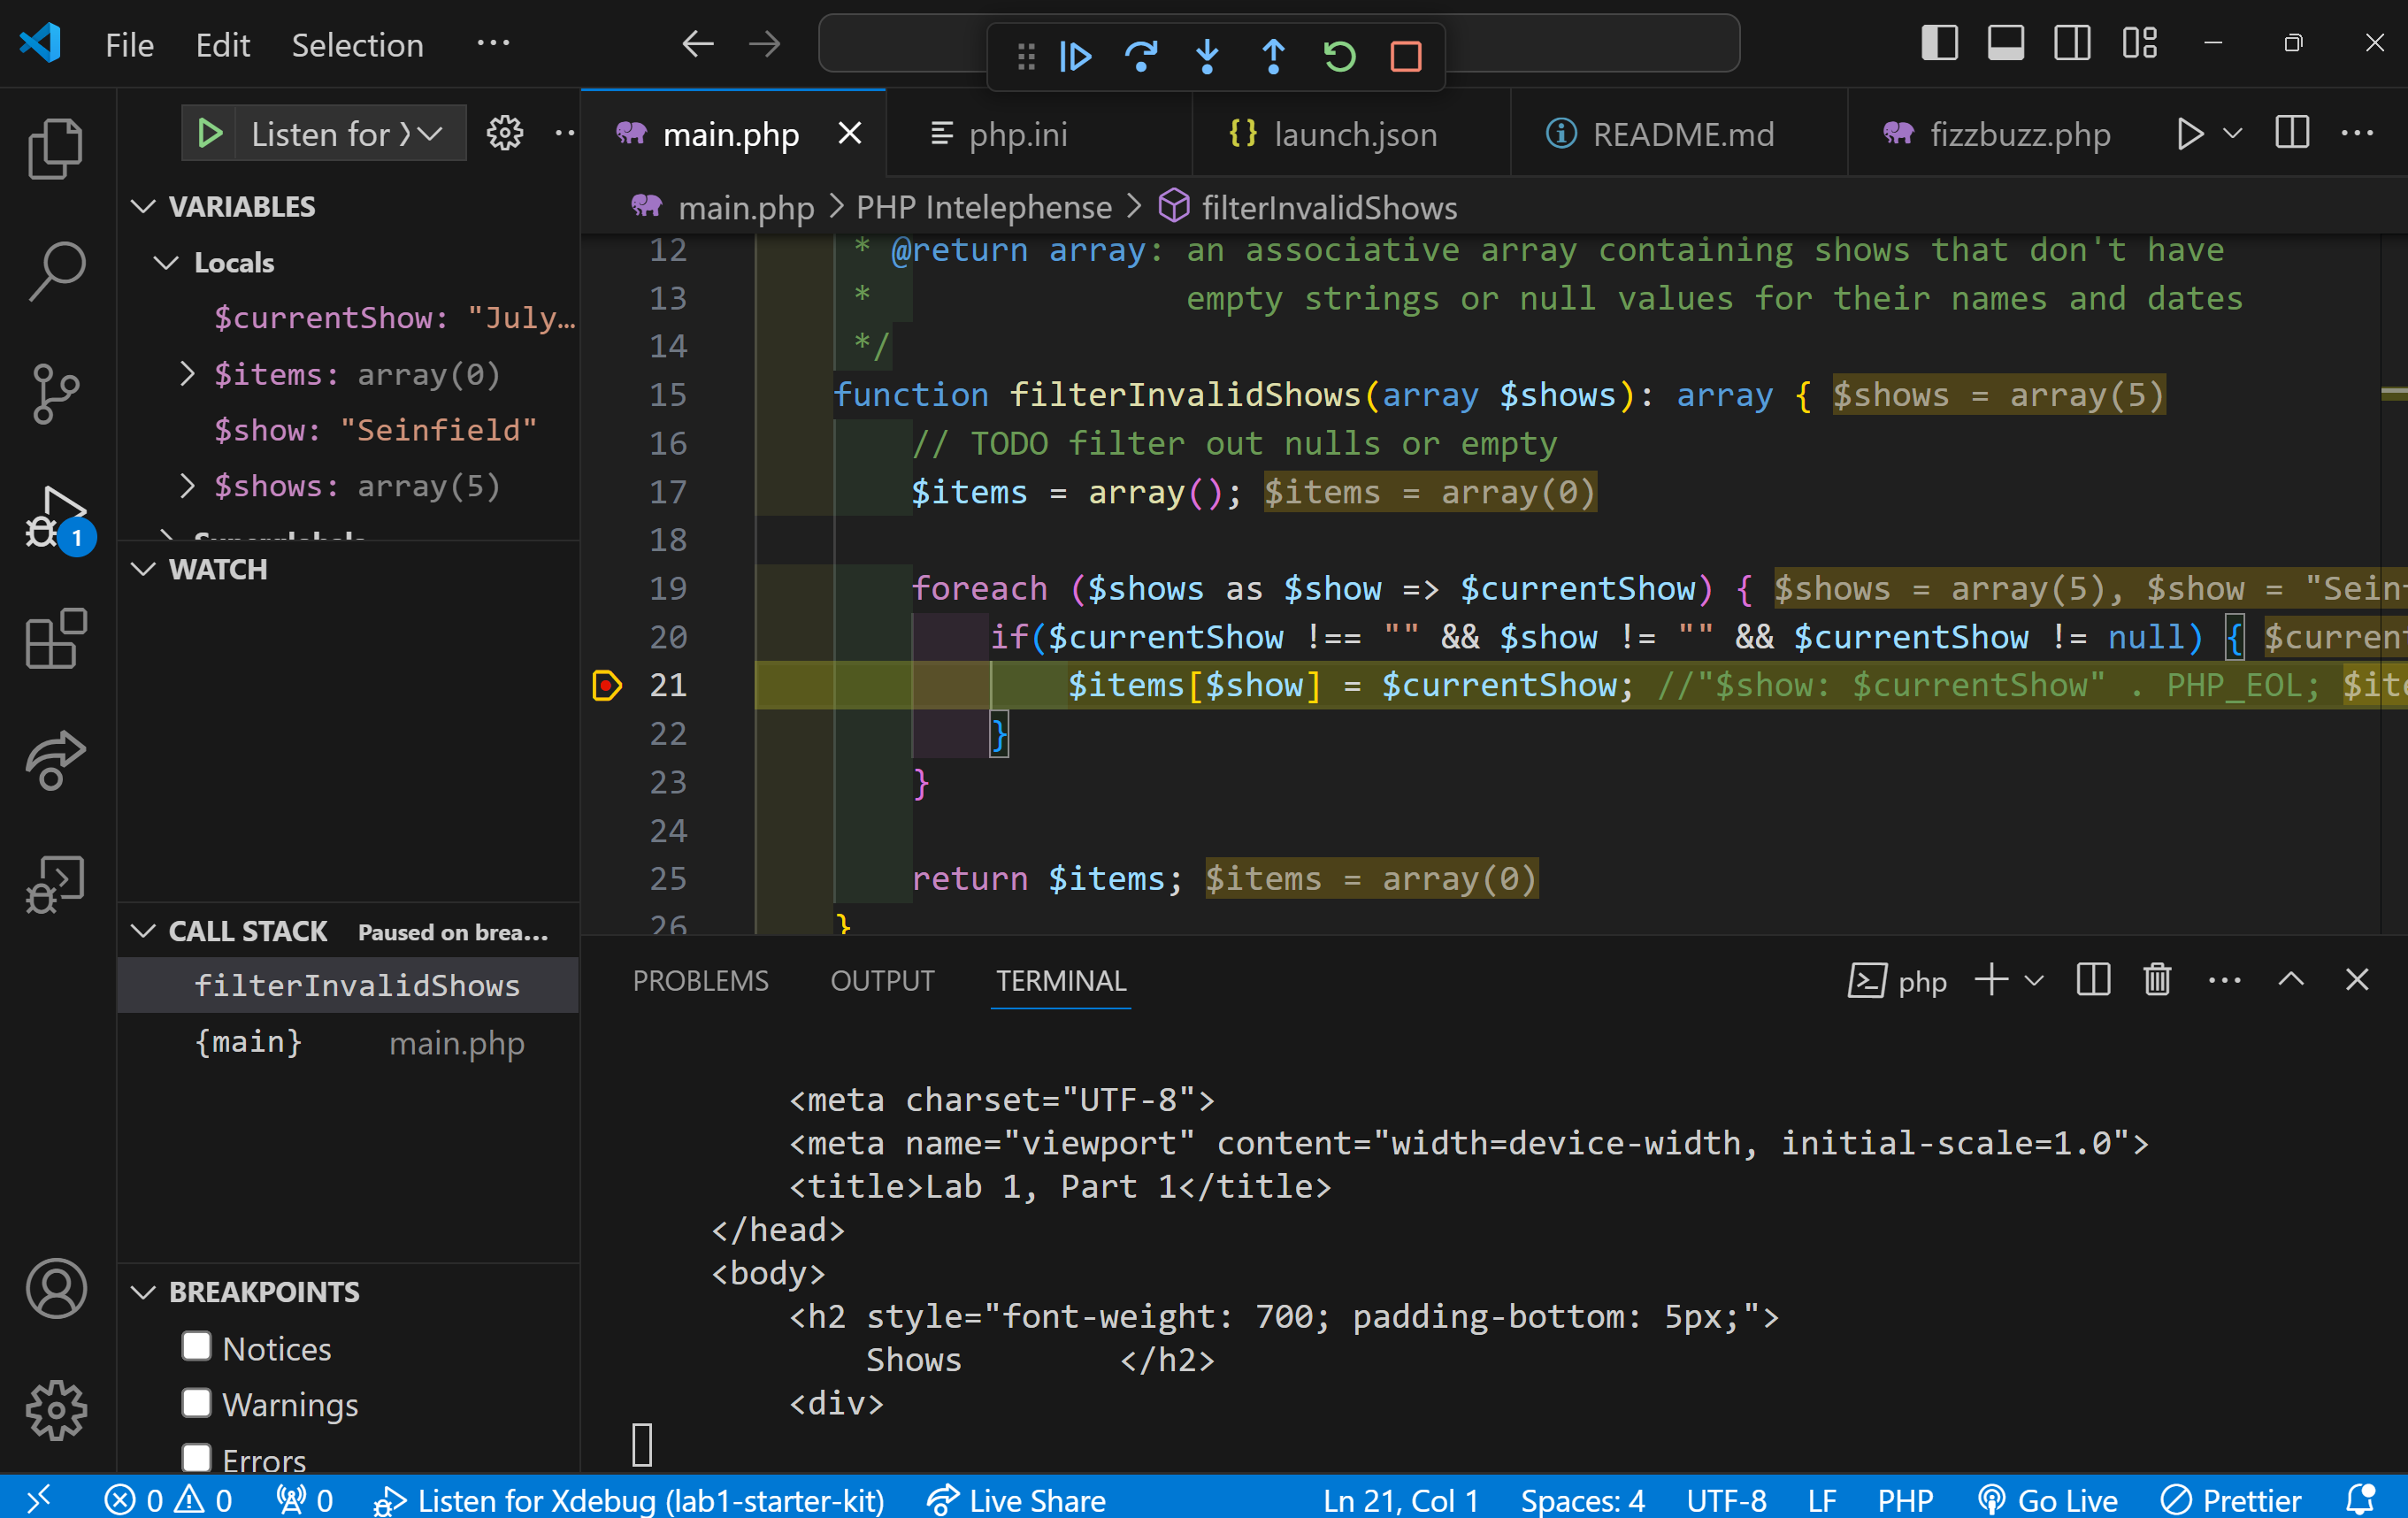 File Edit Selection ···
Listen for X
main.php
php.ini
launch.json
README.md
fizzbuzz.php
VARIABLES
Locals
$currentShow: "July…
$items: array(0)
$show: "Seinfield"
$shows: array(5)
Superglobals
WATCH
CALL STACK Paused on brea...
filterInvalidShows
{main} main.php
BREAKPOINTS
Notices
Warnings
Errors
1
main.php > PHP Intelephense > filterInvalidShows
12 * @return array: an associative array containing shows that don't have
13 * empty strings or null values for their names and dates
14 */
15 function filterInvalidShows(array $shows): array { $shows = array(5)
16 // TODO filter out nulls or empty
17 $items = array(); $items = array(0)
18
19 foreach ($shows as $show => $currentShow) { $shows = array(5), $show = "Seinf
20 if($currentShow !== "" && $show != "" && $currentShow != null) { $current
21 $items[$show] = $currentShow; //"$show: $currentShow" . PHP_EOL; $ite
22 }
23 }
24
25 return $items; $items = array(0)
26 }
PROBLEMS OUTPUT TERMINAL
php
<meta charset="UTF-8">
<meta name="viewport" content="width=device-width, initial-scale=1.0">
<title>Lab 1, Part 1</title>
</head>
<body>
<h2 style="font-weight: 700; padding-bottom: 5px;">
Shows </h2>
<div>
0 0 0 Listen for Xdebug (lab1-starter-kit) Live Share Ln 21, Col 1 Spaces: 4 UTF-8 LF PHP Go Live Prettier